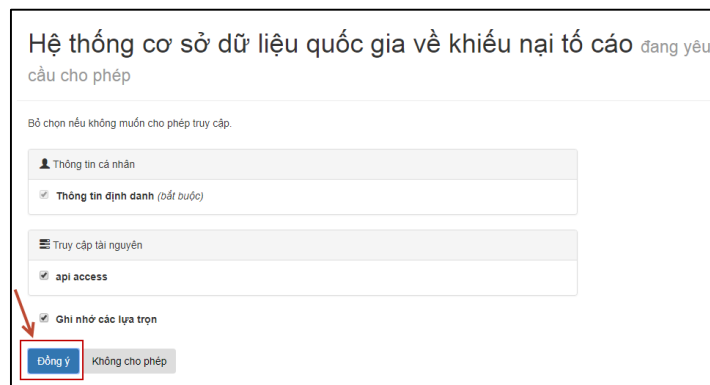 Hệ thống cơ sở dữ liệu quốc gia về khiếu nại tố cáo đang yêu
cầu cho phép
Bỏ chọn nếu không muốn cho phép truy cập.
Thông tin cá nhân
Thông tin định danh (bắt buộc)
Truy cập tài nguyên
api access
Ghi nhớ các lựa trọn
Đồng ý Không cho phép